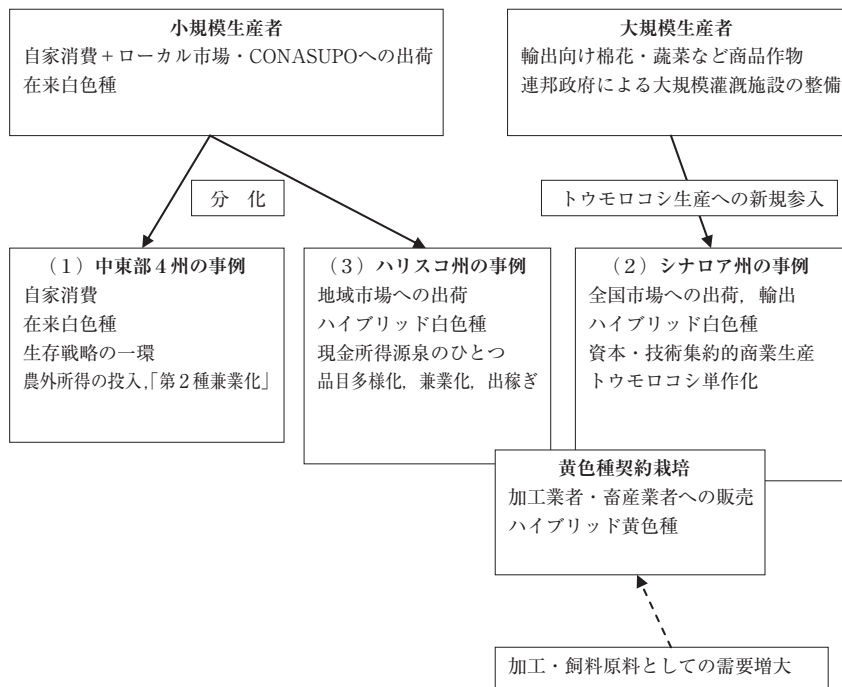 小規模生産者
自家消費+ローカル市場・CONASUPOへの出荷
在来白色種
大規模生産者
輸出向け棉花・蔬菜など商品作物
連邦政府による大規模灌漑施設の整備
分 化
トウモロコシ生産への新規参入
(1)中東部4州の事例
自家消費
在来白色種
生存戦略の一環
農外所得の投入,「第2種兼業化」
(3)ハリスコ州の事例
地域市場への出荷
ハイブリッド白色種
現金所得源泉のひとつ
品目多様化,兼業化,出稼ぎ
(2)シナロア州の事例
全国市場への出荷,輸出
ハイブリッド白色種
資本・技術集約的商業生産
トウモロコシ単作化
黄色種契約栽培
加工業者・畜産業者への販売
ハイブリッド黄色種
加工・飼料原料としての需要増大